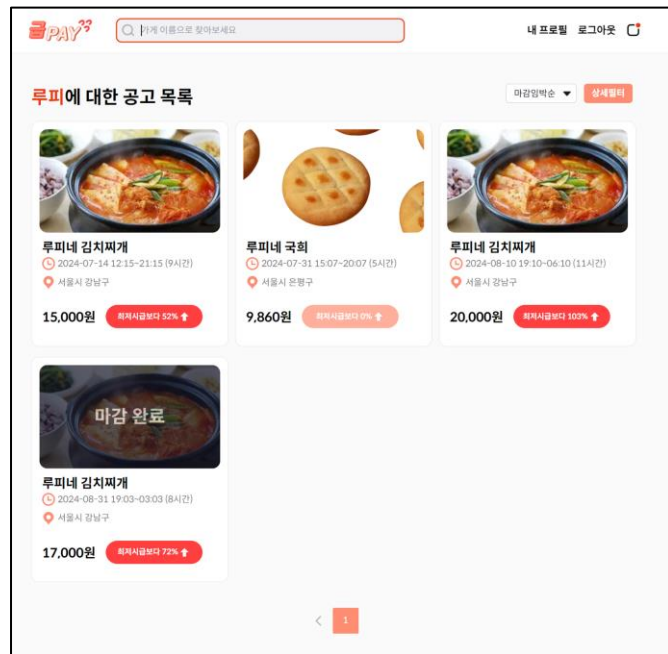 급PAY
가게 이름으로 찾아보세요
내 프로필 로그아웃
루피에 대한 공고 목록
마감임박순 상세필터
루피네 김치찌개
2024-07-14 12:15~21:15 (9시간)
서울시 강남구
15,000원 최저시급보다 52%
루피네 국희
2024-07-31 15:07~20:07 (5시간)
서울시 은평구
9,860원 최저시급보다 0%
루피네 김치찌개
2024-08-10 19:10~06:10 (11시간)
서울시 강남구
20,000원 최저시급보다 103%
마감 완료
루피네 김치찌개
2024-08-31 19:03~03:03 (8시간)
서울시 강남구
17,000원 최저시급보다 72%
1